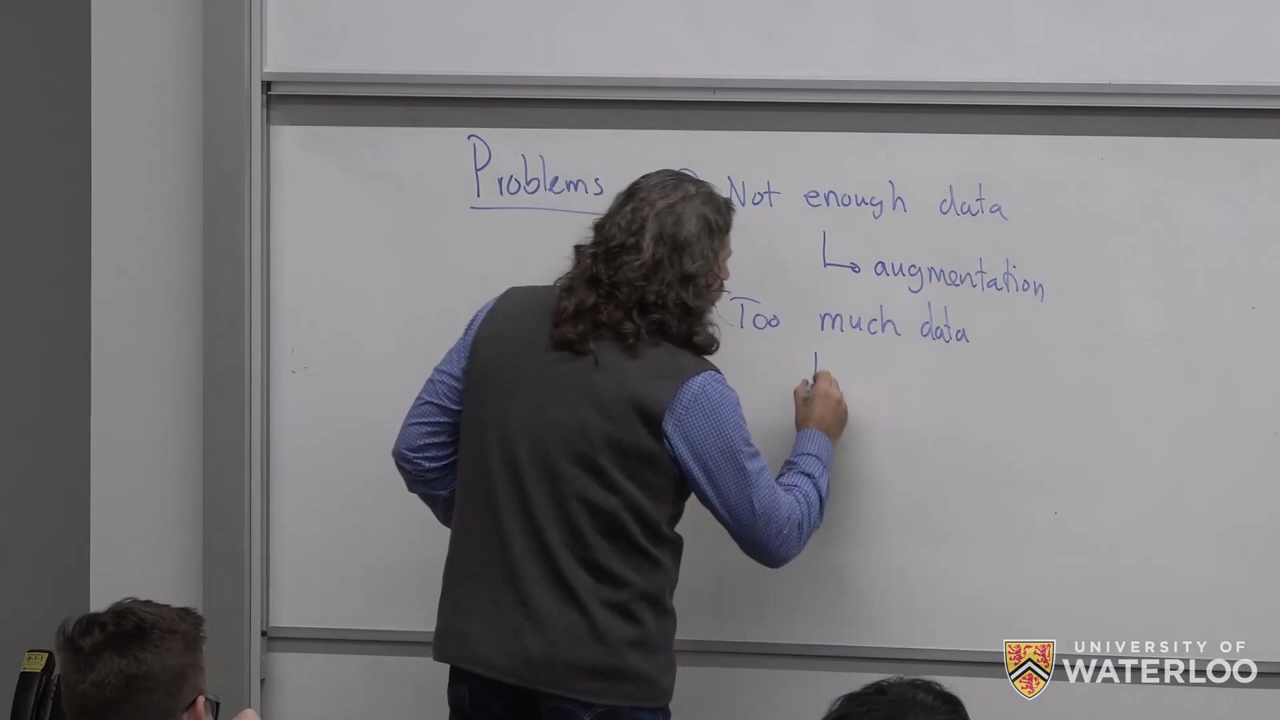 Problems Not enough data
↳ augmentation
Too much data
UNIVERSITY OF
WATERLOO